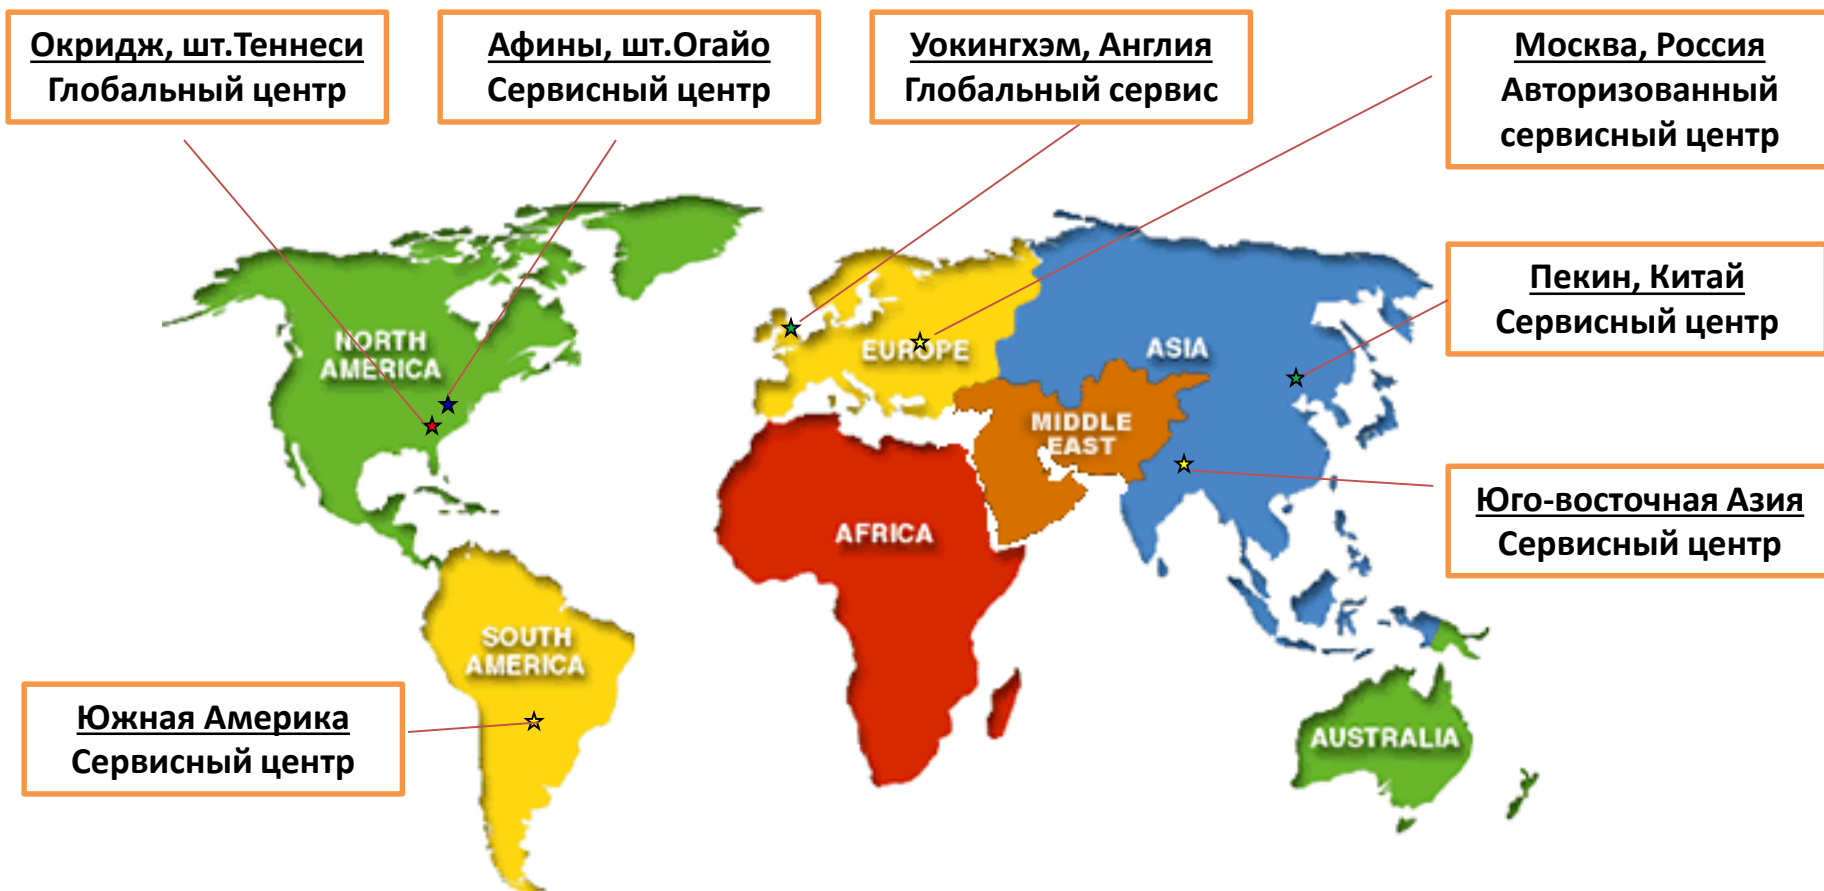 Окридж, шт.Теннеси
Глобальный центр
Афины, шт.Огайо
Сервисный центр
Уокингхэм, Англия
Глобальный сервис
Москва, Россия
Авторизованный
сервисный центр
Пекин, Китай
Сервисный центр
NORTH
AMERICA
EUROPE
ASIA
MIDDLE
EAST
Юго-восточная Азия
Сервисный центр
AFRICA
SOUTH
AMERICA
Южная Америка
Сервисный центр
AUSTRALIA